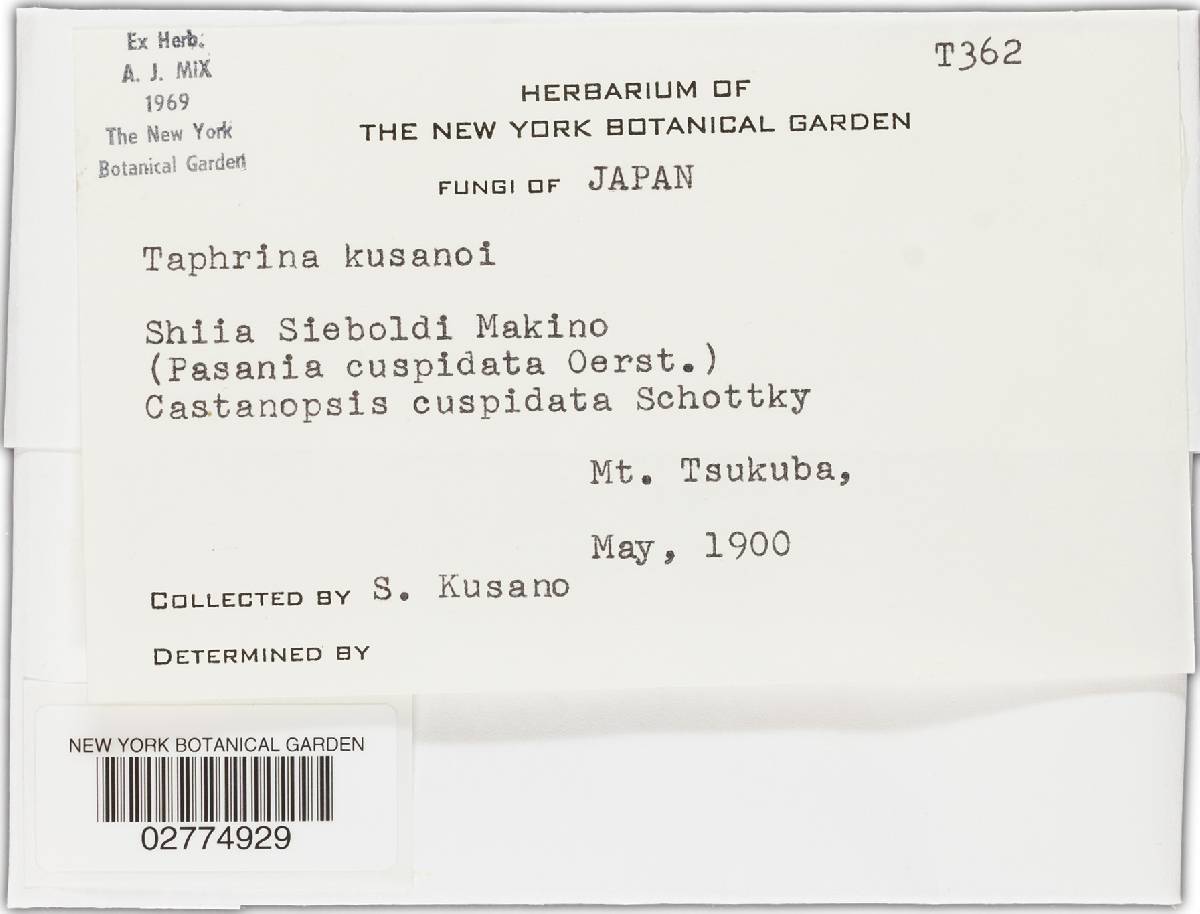 Ex Herb.
A. J. MIX
1969
The New York
Botanical Garden
T362
HERBARIUM OF
THE NEW YORK BOTANICAL GARDEN
FUNGI OF JAPAN
Taphrina kusanoi
Shiia Sieboldi Makino
(Pasania cuspidata Oerst.)
Castanopsis cuspidata Schottky
Mt. Tsukuba,
May, 1900
COLLECTED BY S. Kusano
DETERMINED BY
NEW YORK BOTANICAL GARDEN
02774929